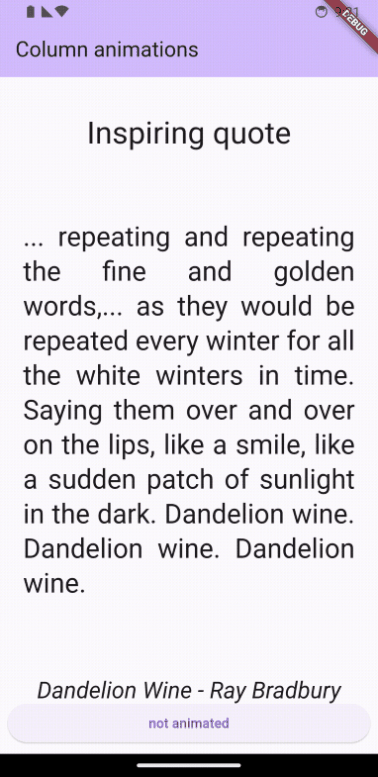 9:21
DEBUG
Column animations
Inspiring quote
... repeating and repeating
the fine and golden
words,... as they would be
repeated every winter for all
the white winters in time.
Saying them over and over
on the lips, like a smile, like
a sudden patch of sunlight
in the dark. Dandelion wine.
Dandelion wine. Dandelion
wine.
Dandelion Wine - Ray Bradbury
not animated